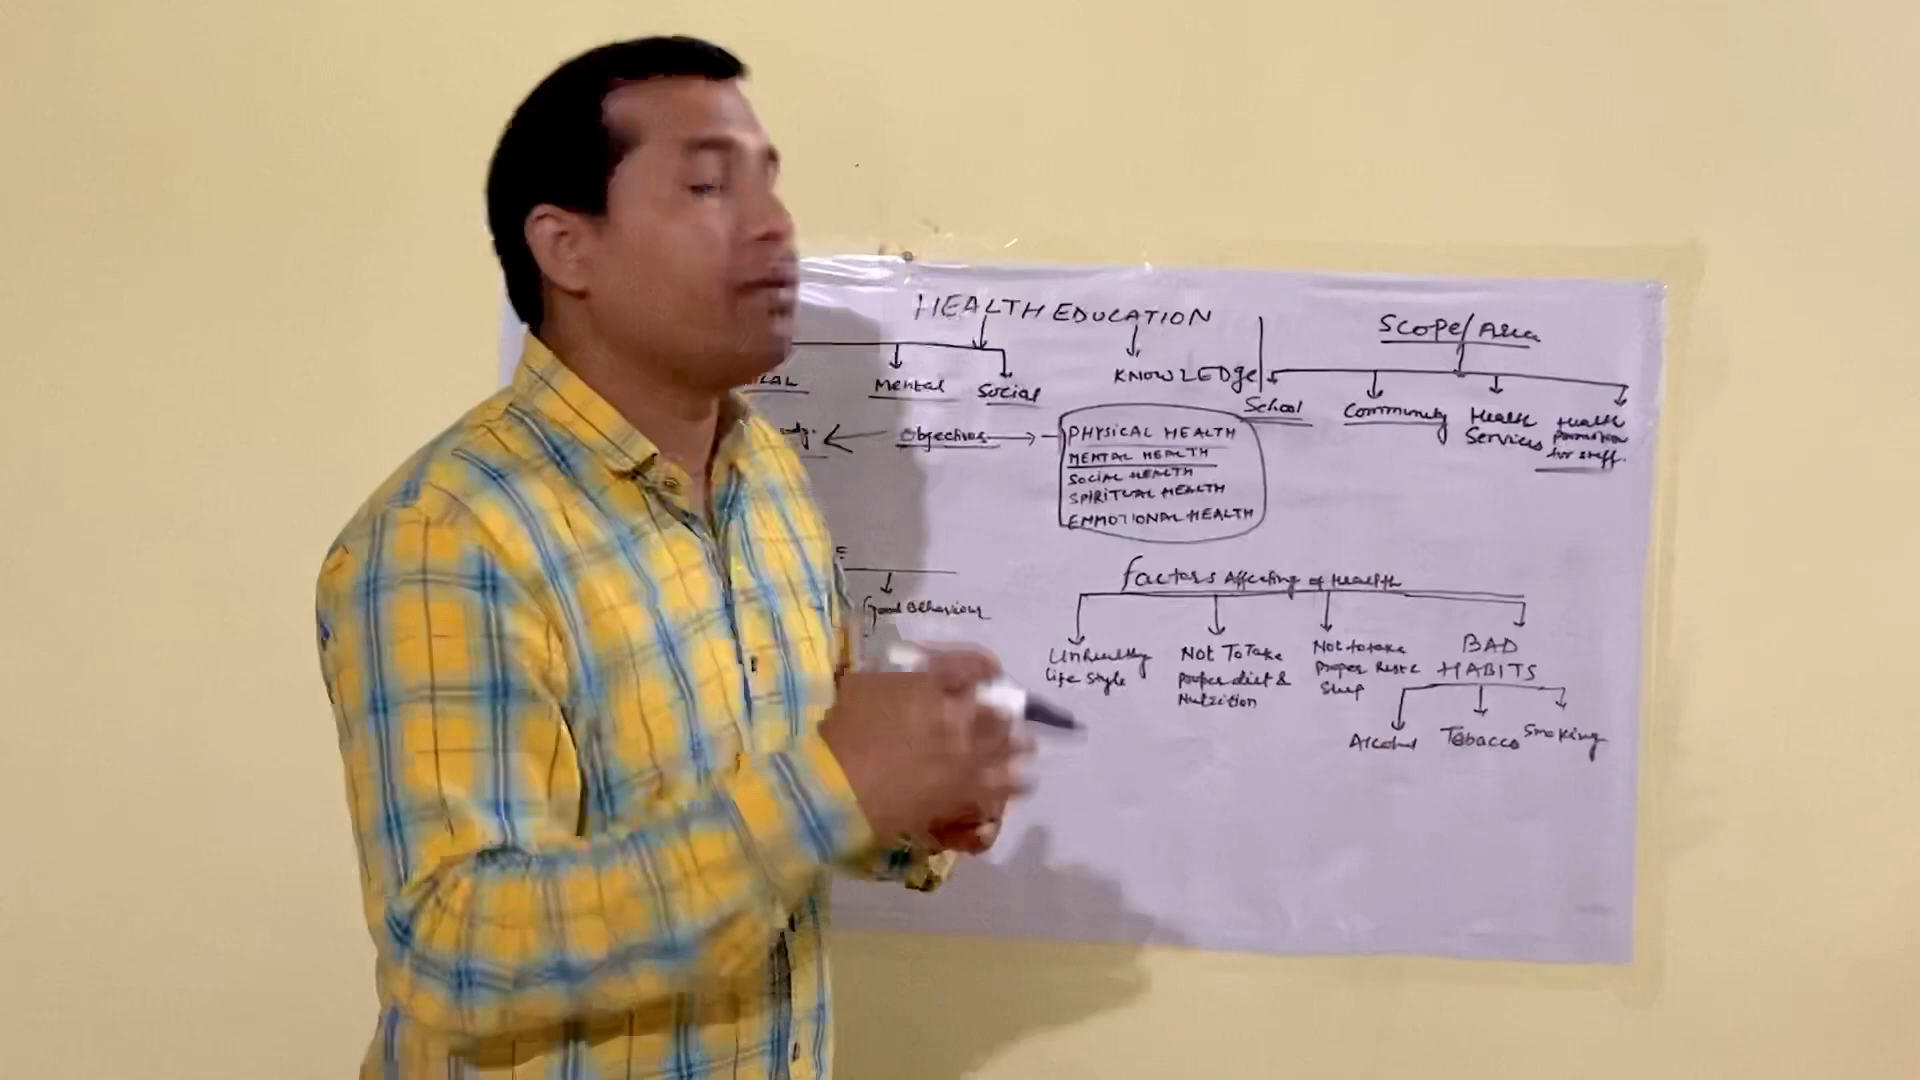 HEALTH EDUCATION
Mental
Social
KNOWLEDGE
Objectives
PHYSICAL HEALTH
MENTAL HEALTH
SOCIAL HEALTH
SPIRITUAL HEALTH
EMMOTIONAL HEALTH
Good Behaviour
Scope/Area
School
Community
Health
Services
Health
promotion
for staff.
factors Affecting of Health
Unhealthy
life style
Not To Take
proper diet &
Nutrition
Not to take
proper Rest &
Sleep
BAD
HABITS
Alcohol
Tobacco
Smoking